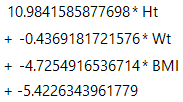 10.9841585877698 * Ht
+ -0.4369181721576 * Wt
+ -4.7254916536714 * BMI
+ -5.4226343961779